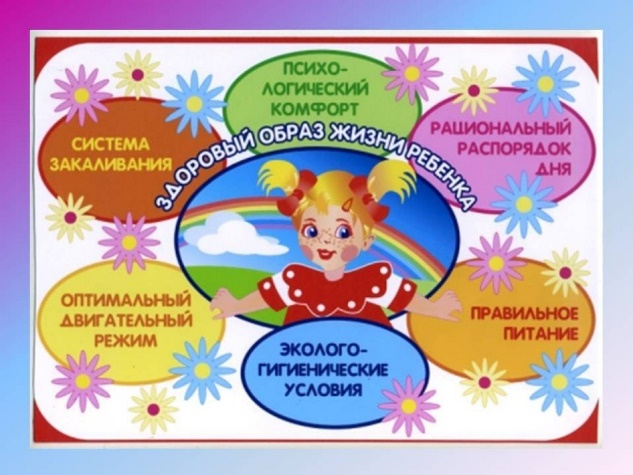 ПСИХО-
ЛОГИЧЕСКИЙ
КОМФОРТ
СИСТЕМА
ЗАКАЛИВАНИЯ
РАЦИОНАЛЬНЫЙ
РАСПОРЯДОК
ДНЯ
ЗДОРОВЫЙ ОБРАЗ ЖИЗНИ РЕБЕНКА
ОПТИМАЛЬНЫЙ
ДВИГАТЕЛЬНЫЙ
РЕЖИМ
ПРАВИЛЬНОЕ
ПИТАНИЕ
ЭКОЛОГО-
ГИГИЕНИЧЕСКИЕ
УСЛОВИЯ